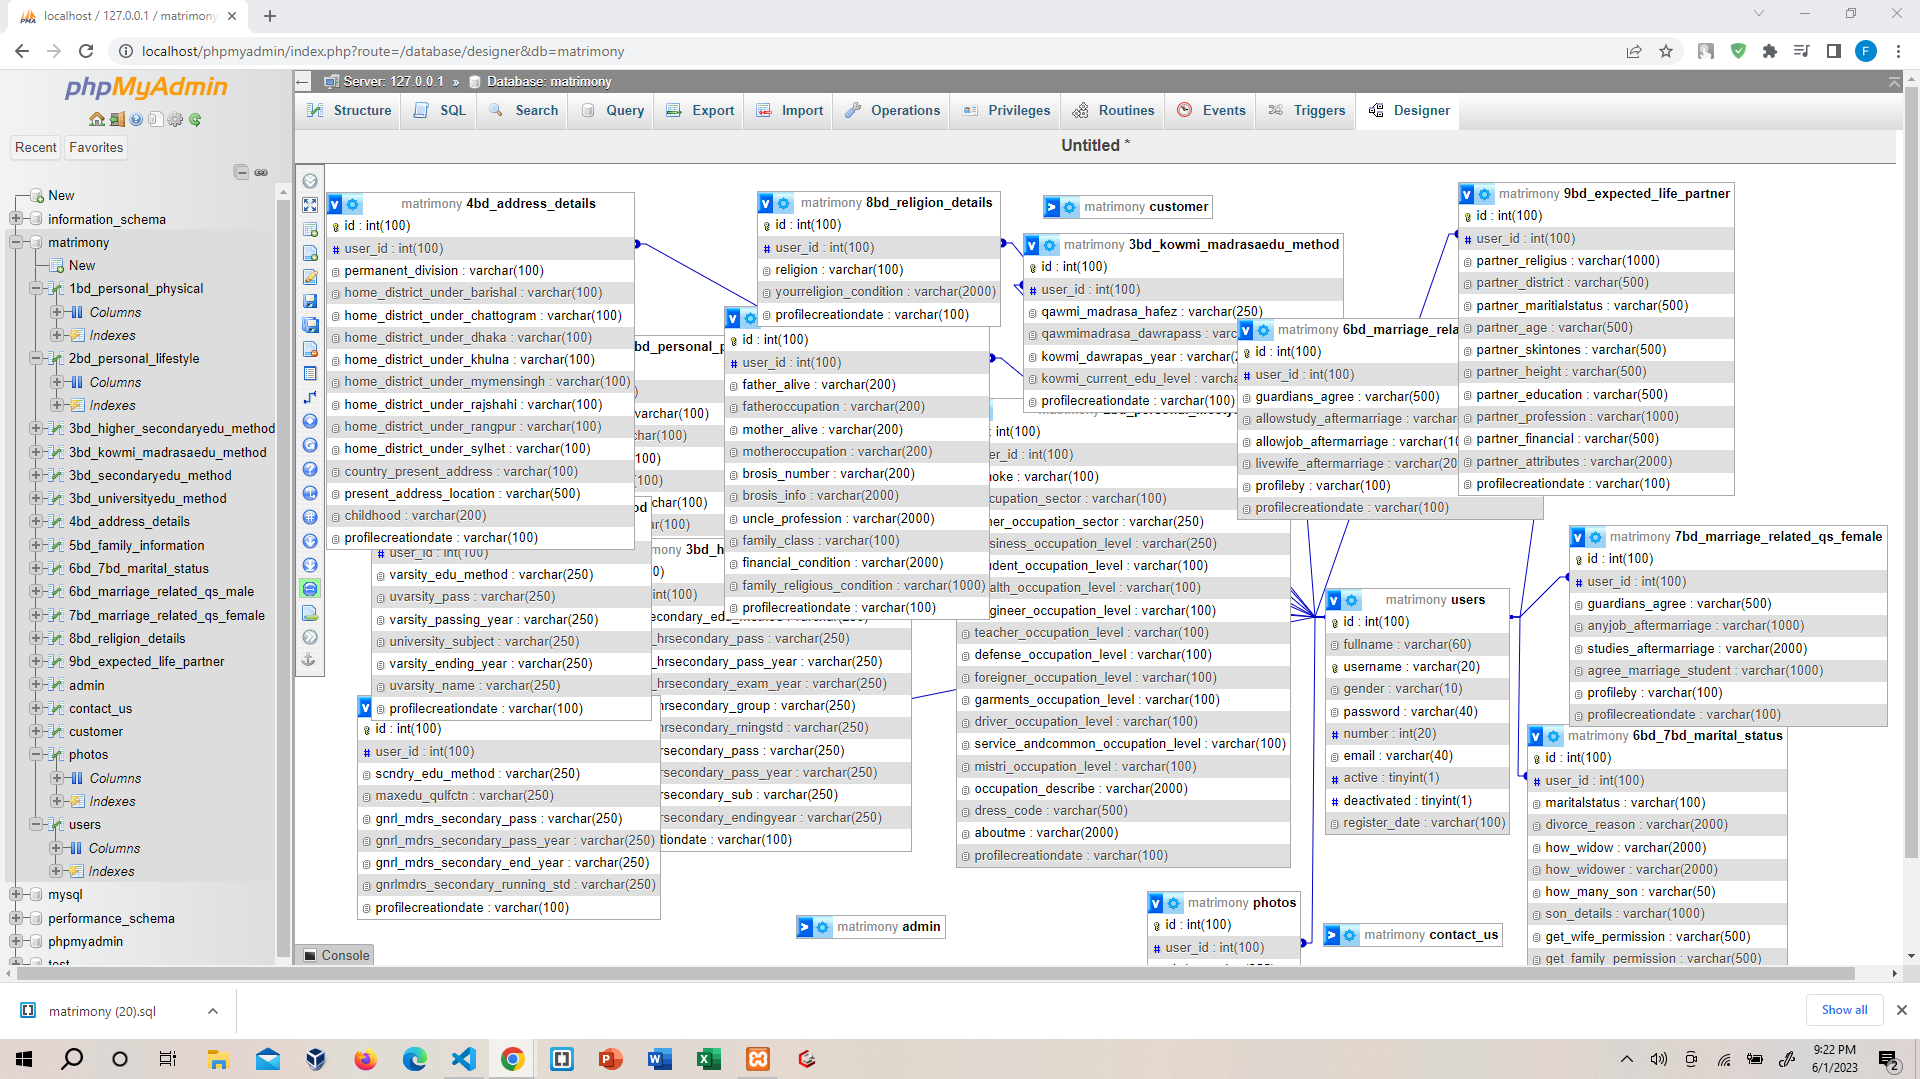 localhost / 127.0.0.1 / matrimony
localhost/phpmyadmin/index.php?route=/database/designer&db=matrimony
F
phpMyAdmin
Recent
Favorites
New
information_schema
matrimony
New
1bd_personal_physical
Columns
Indexes
2bd_personal_lifestyle
Columns
Indexes
3bd_higher_secondaryedu_method
3bd_kowmi_madrasaedu_method
3bd_secondaryedu_method
3bd_universityedu_method
4bd_address_details
5bd_family_information
6bd_7bd_marital_status
6bd_marriage_related_qs_male
7bd_marriage_related_qs_female
8bd_religion_details
9bd_expected_life_partner
admin
contact_us
customer
photos
Columns
Indexes
users
Columns
Indexes
mysql
performance_schema
phpmyadmin
test
Server: 127.0.0.1 » Database: matrimony
Structure SQL Search Query Export Import Operations Privileges Routines Events Triggers Designer
Untitled *
matrimony 4bd_address_details
id : int(100)
user_id : int(100)
permanent_division : varchar(100)
home_district_under_barishal : varchar(100)
home_district_under_chattogram : varchar(100)
home_district_under_dhaka : varchar(100)
home_district_under_khulna : varchar(100)
home_district_under_mymensingh : varchar(100)
home_district_under_rajshahi : varchar(100)
home_district_under_rangpur : varchar(100)
home_district_under_sylhet : varchar(100)
country_present_address : varchar(100)
present_address_location : varchar(500)
childhood : varchar(200)
profilecreationdate : varchar(100)
user_id : int(100)
varsity_edu_method : varchar(250)
uvarsity_pass : varchar(250)
varsity_passing_year : varchar(250)
university_subject : varchar(250)
varsity_ending_year : varchar(250)
uvarsity_name : varchar(250)
profilecreationdate : varchar(100)
id : int(100)
user_id : int(100)
scndry_edu_method : varchar(250)
maxedu_qulfctn : varchar(250)
gnrl_mdrs_secondary_pass : varchar(250)
gnrl_mdrs_secondary_pass_year : varchar(250)
gnrl_mdrs_secondary_end_year : varchar(250)
gnrlmdrs_secondary_running_std : varchar(250)
profilecreationdate : varchar(100)
bd_personal_p
varchar(100)
char(100)
100)
(100)
rchar(100)
ar(100)
mony 3bd_h
0)
int(100)
secondary_edu_method : varchar(250)
_hrsecondary_pass : varchar(250)
_hrsecondary_pass_year : varchar(250)
_hrsecondary_exam_year : varchar(250)
hrsecondary_group : varchar(250)
hrsecondary_rningstd : varchar(250)
rsecondary_pass : varchar(250)
rsecondary_pass_year : varchar(250)
rsecondary_sub : varchar(250)
rsecondary_endingyear : varchar(250)
tiondate : varchar(100)
matrimony 8bd_religion_details
id : int(100)
user_id : int(100)
religion : varchar(100)
yourreligion_condition : varchar(2000)
profilecreationdate : varchar(100)
id : int(100)
user_id : int(100)
father_alive : varchar(200)
fatheroccupation : varchar(200)
mother_alive : varchar(200)
motheroccupation : varchar(200)
brosis_number : varchar(200)
brosis_info : varchar(2000)
uncle_profession : varchar(2000)
family_class : varchar(100)
financial_condition : varchar(2000)
family_religious_condition : varchar(1000)
profilecreationdate : varchar(100)
matrimony customer
matrimony 3bd_kowmi_madrasaedu_method
id : int(100)
user_id : int(100)
qawmi_madrasa_hafez : varchar(250)
qawmimadrasa_dawrapass : varc
kowmi_dawrapas_year : varchar(
kowmi_current_edu_level : varcha
profilecreationdate : varchar(100)
: int(100)
er_id : int(100)
noke : varchar(100)
cupation_sector : varchar(100)
her_occupation_sector : varchar(250)
siness_occupation_level : varchar(250)
udent_occupation_level : varchar(100)
alth_occupation_level : varchar(100)
gineer_occupation_level : varchar(100)
teacher_occupation_level : varchar(100)
defense_occupation_level : varchar(100)
foreigner_occupation_level : varchar(100)
garments_occupation_level : varchar(100)
driver_occupation_level : varchar(100)
service_andcommon_occupation_level : varchar(100)
mistri_occupation_level : varchar(100)
occupation_describe : varchar(2000)
dress_code : varchar(500)
aboutme : varchar(2000)
profilecreationdate : varchar(100)
matrimony 6bd_marriage_rela
id : int(100)
user_id : int(100)
guardians_agree : varchar(500)
allowstudy_aftermarriage : varchar
allowjob_aftermarriage : varchar(10
livewife_aftermarriage : varchar(20
profileby : varchar(100)
profilecreationdate : varchar(100)
matrimony 9bd_expected_life_partner
id : int(100)
user_id : int(100)
partner_religius : varchar(1000)
partner_district : varchar(500)
partner_maritialstatus : varchar(500)
partner_age : varchar(500)
partner_skintones : varchar(500)
partner_height : varchar(500)
partner_education : varchar(500)
partner_profession : varchar(1000)
partner_financial : varchar(500)
partner_attributes : varchar(2000)
profilecreationdate : varchar(100)
matrimony users
id : int(100)
fullname : varchar(60)
username : varchar(20)
gender : varchar(10)
password : varchar(40)
number : int(20)
email : varchar(40)
active : tinyint(1)
deactivated : tinyint(1)
register_date : varchar(100)
matrimony 7bd_marriage_related_qs_female
id : int(100)
user_id : int(100)
guardians_agree : varchar(500)
anyjob_aftermarriage : varchar(1000)
studies_aftermarriage : varchar(2000)
agree_marriage_student : varchar(1000)
profileby : varchar(100)
profilecreationdate : varchar(100)
matrimony 6bd_7bd_marital_status
id : int(100)
user_id : int(100)
maritalstatus : varchar(100)
divorce_reason : varchar(2000)
how_widow : varchar(2000)
how_widower : varchar(2000)
how_many_son : varchar(50)
son_details : varchar(1000)
get_wife_permission : varchar(500)
get_family_permission : varchar(500)
matrimony admin
matrimony photos
id : int(100)
user_id : int(100)
matrimony contact_us
Console
matrimony (20).sql
Show all
9:22 PM
6/1/2023
2